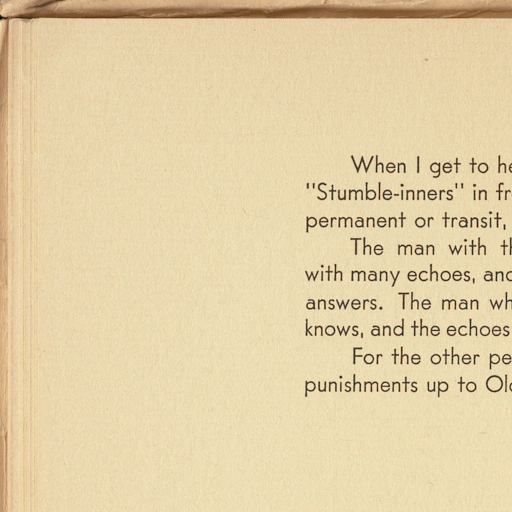 When I get to he
"Stumble-inners" in fr
permanent or transit,
The man with th
with many echoes, and
answers. The man wh
knows, and the echoes
For the other pe
punishments up to Old